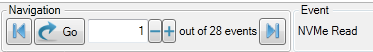 Navigation
Go 1 out of 28 events
Event
NVMe Read